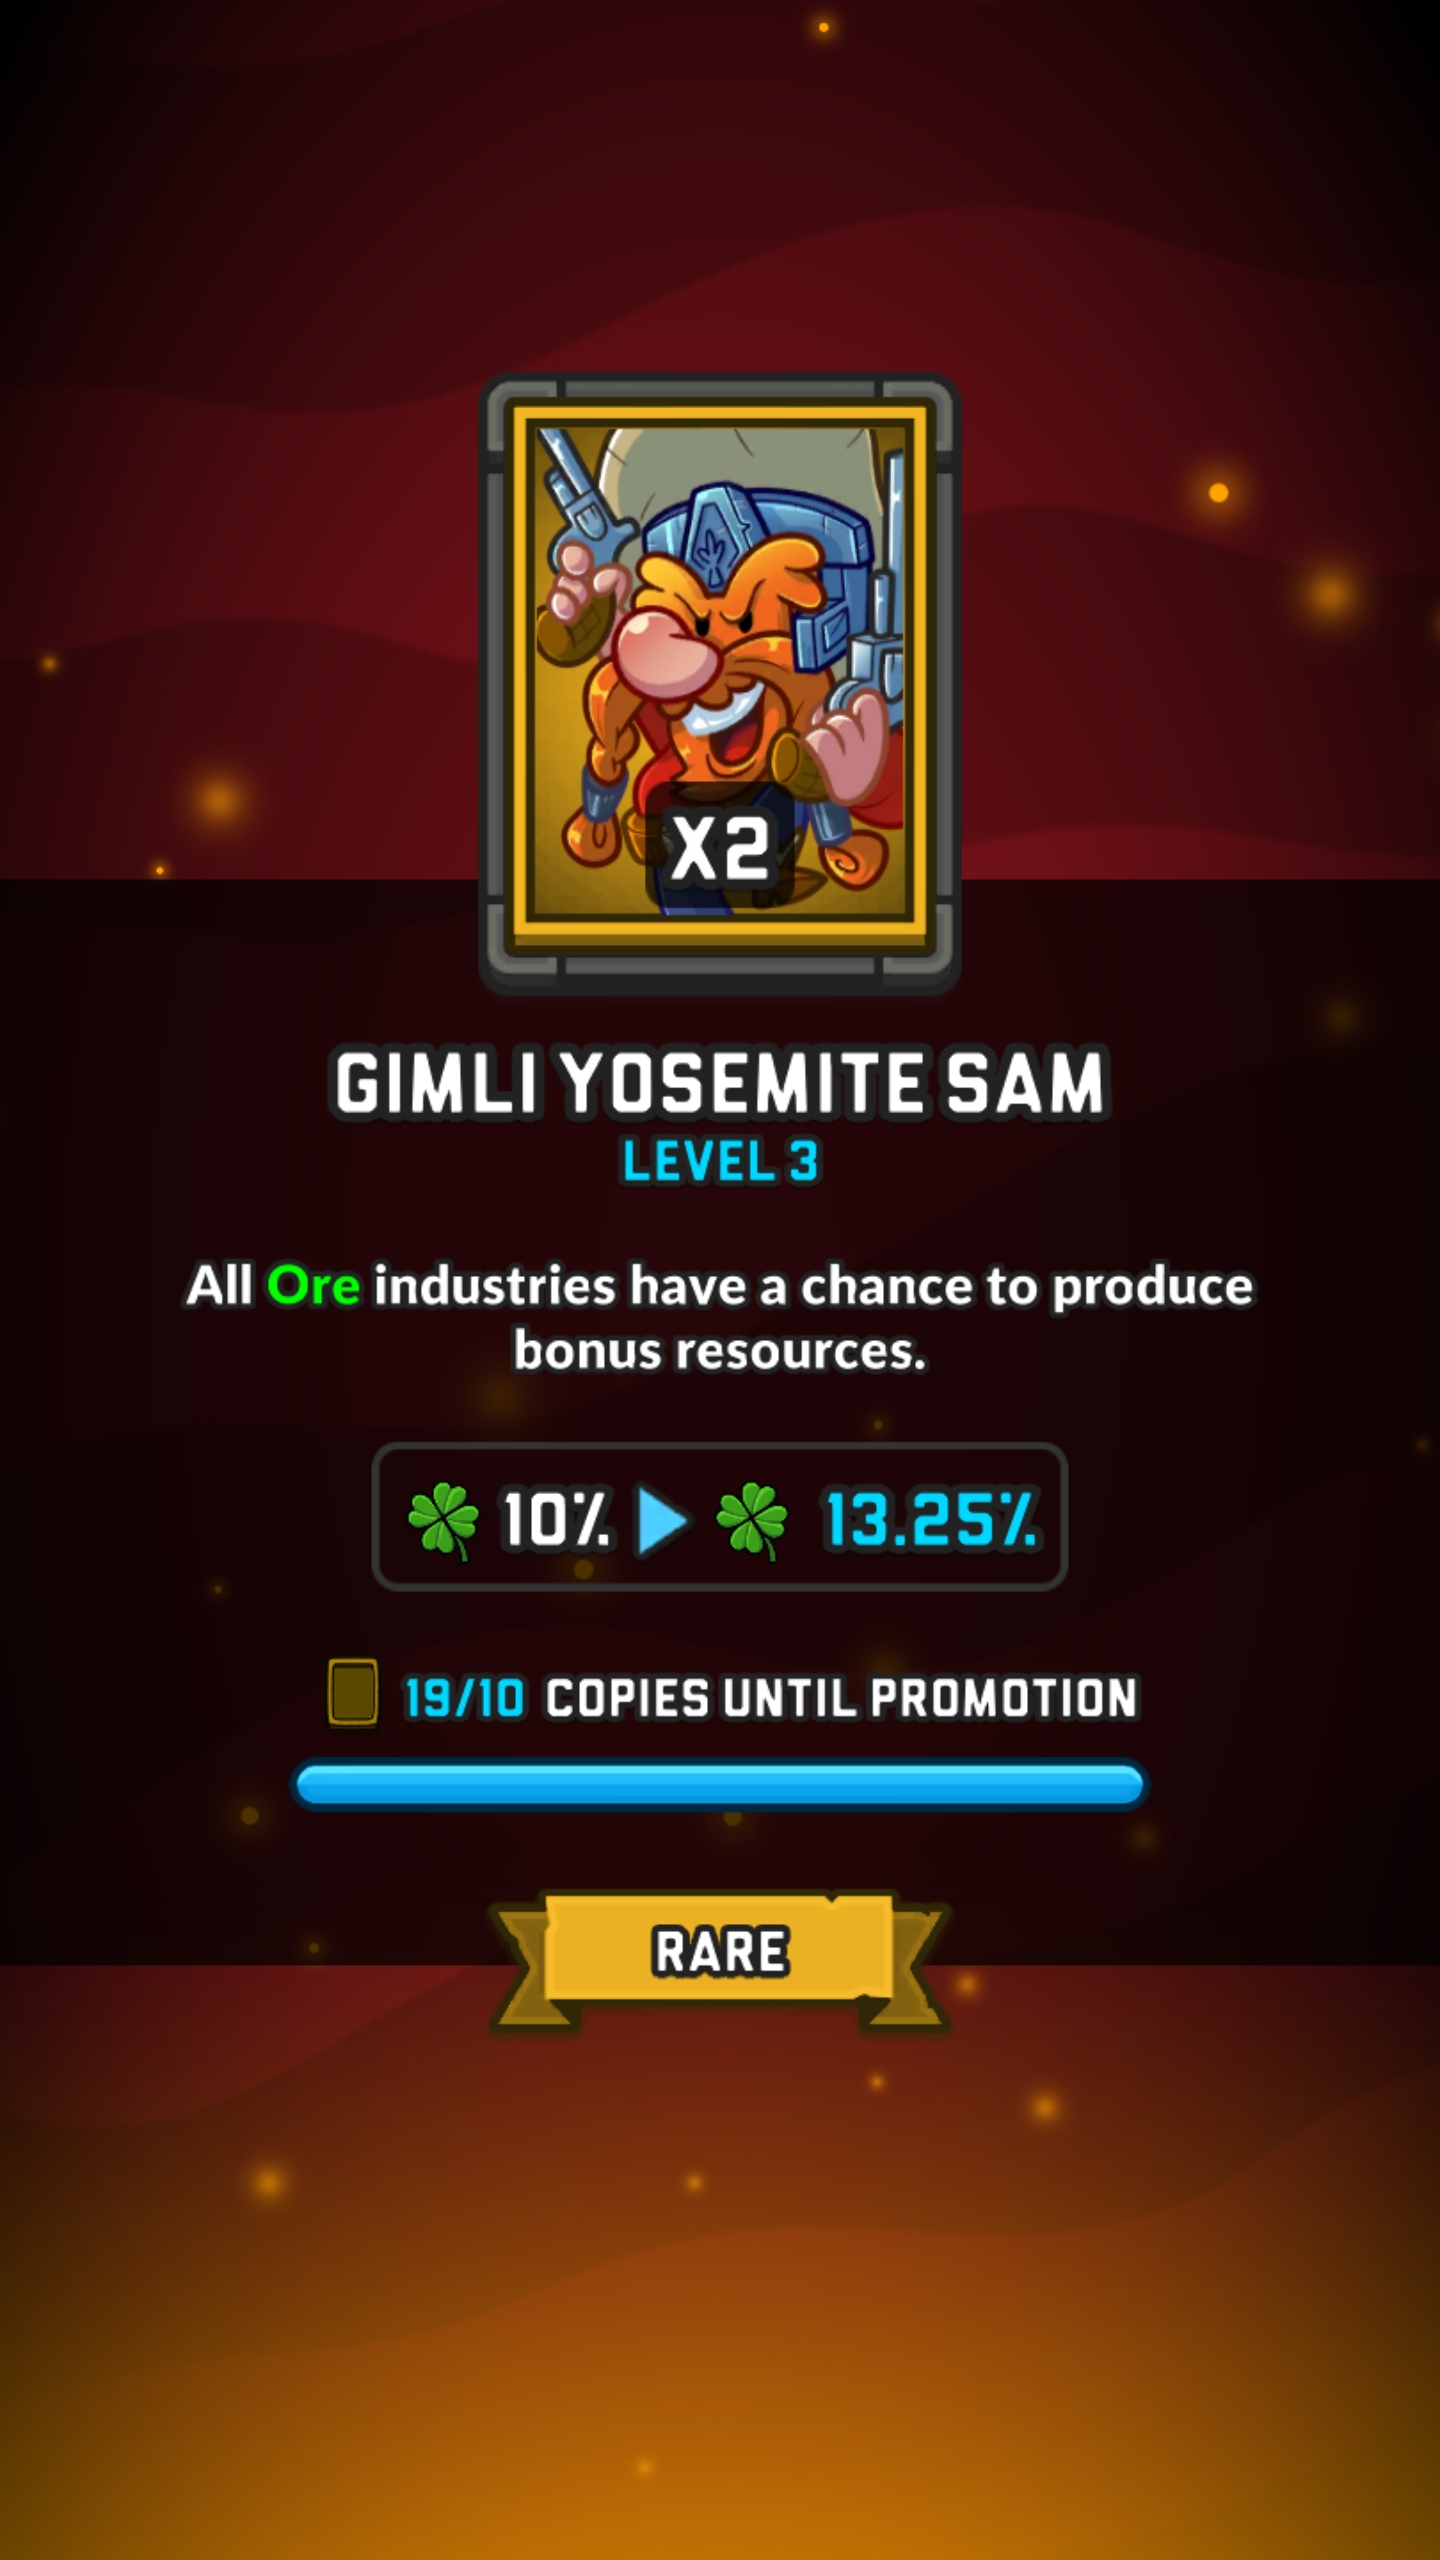 X2
GIMLI YOSEMITE SAM
LEVEL 3
All Ore industries have a chance to produce
bonus resources.
10% 13.25%
19/10 COPIES UNTIL PROMOTION
RARE